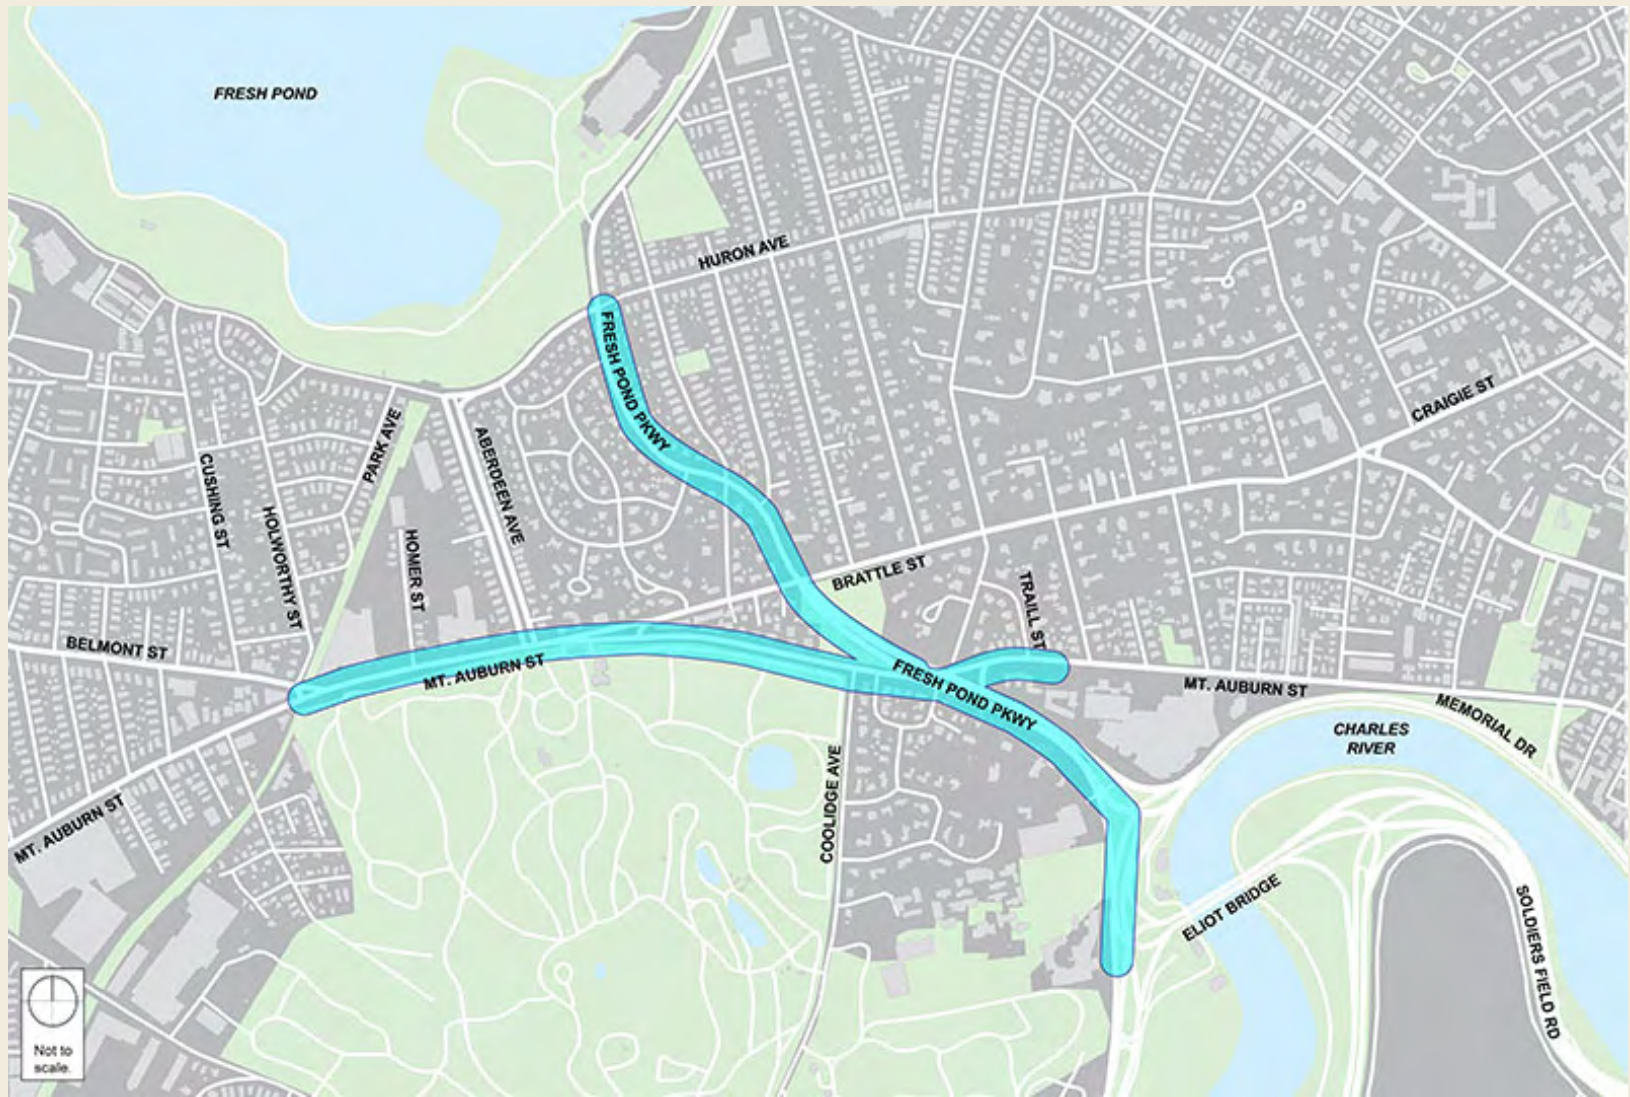 FRESH POND
HURON AVE
FRESH POND PKWY
CRAIGIE ST
PARK AVE
ABERDEEN AVE
CUSHING ST
HOLWORTHY ST
HOMER ST
BRATTLE ST
TRAILL ST
BELMONT ST
MT. AUBURN ST
FRESH POND PKWY
MT. AUBURN ST
MEMORIAL DR
CHARLES
RIVER
COOLIDGE AVE
MT. AUBURN ST
ELIOT BRIDGE
SOLDIERS FIELD RD
Not to
scale.